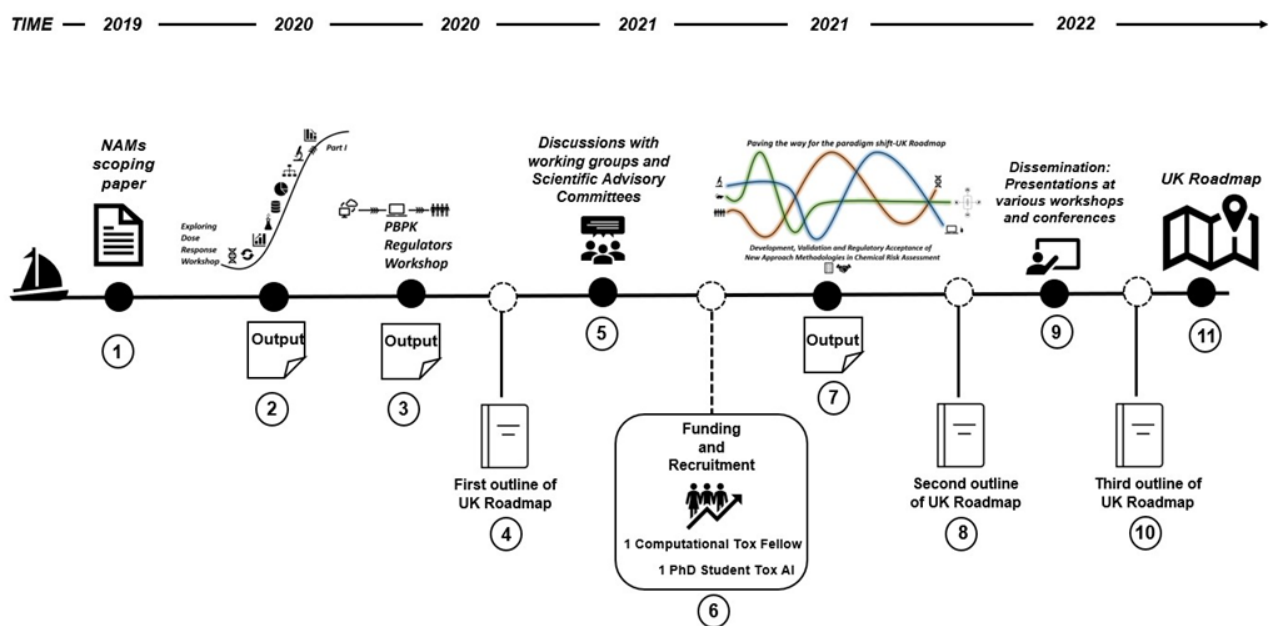 TIME 2019 2020 2020 2021 2021 2022
NAMs
scoping
paper
1
Exploring
Dose
Response
Workshop
Part I
Output
2
PBPK
Regulators
Workshop
Output
3
First outline of
UK Roadmap
4
Discussions with
working groups and
Scientific Advisory
Committees
5
Funding
and
Recruitment
1 Computational Tox Fellow
1 PhD Student Tox AI
6
Paving the way for the paradigm shift-UK Roadmap
Development, Validation and Regulatory Acceptance of
New Approach Methodologies in Chemical Risk Assessment
Output
7
Second outline
of UK Roadmap
8
Dissemination:
Presentations at
various workshops
and conferences
9
Third outline of
UK Roadmap
10
UK Roadmap
11